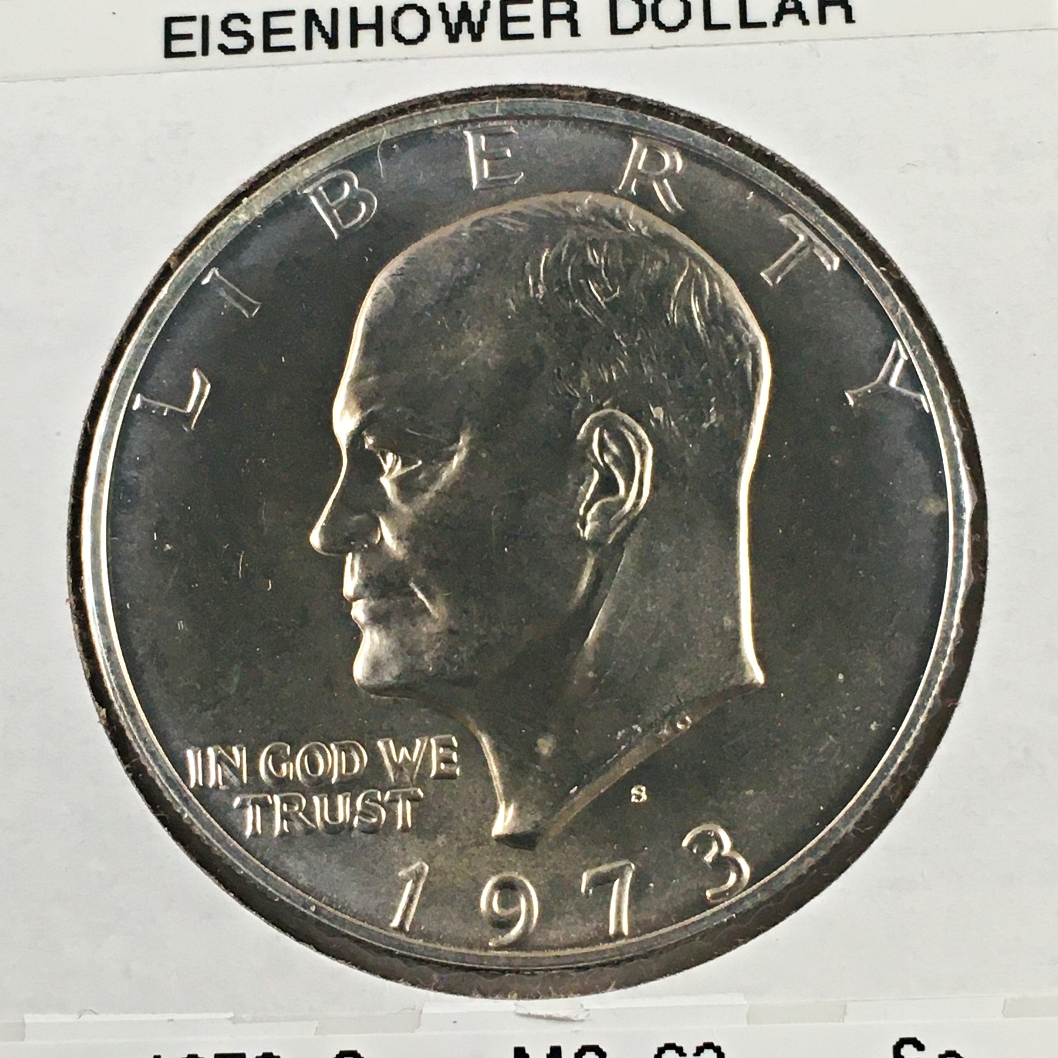 EISENHOWER DOLLAR
LIBERTY
IN GOD WE
TRUST
S
1973